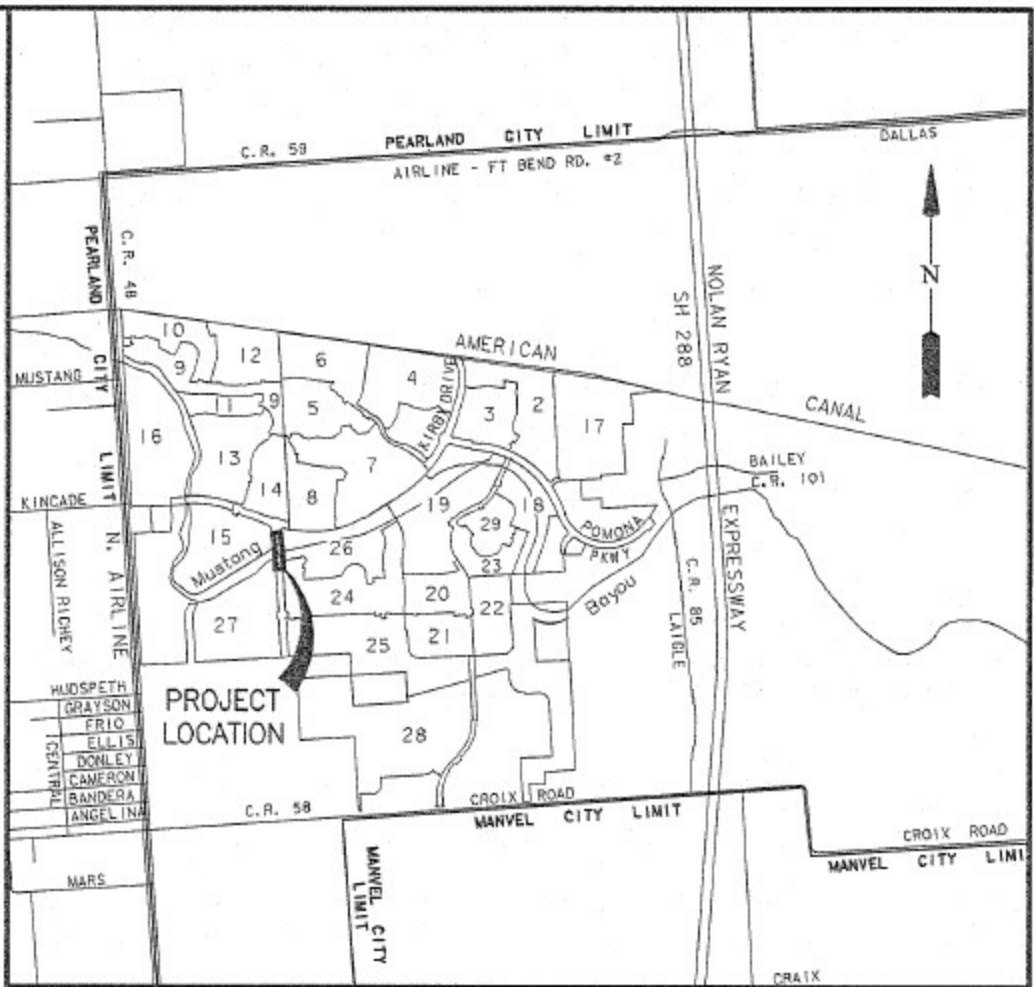 PEARLAND CITY LIMIT
C.R. 59
DALLAS
AIRLINE - FT BEND RD. #2
N
PEARLAND CITY LIMIT
C.R. 48
N. AIRLINE
NOLAN RYAN EXPRESSWAY
SH 288
AMERICAN CANAL
10
12
6
4
KIRBY DRIVE
9
MUSTANG
1
9
5
3
2
17
16
13
7
BAILEY
C.R. 101
KINCADE
14
8
19
18
29
POMONA
PKWY
15
26
Mustang
23
Bayou
ALLISON RICHEY
24
20
22
C.R. 85
LAIGLE
27
25
21
HUDSPETH
GRAYSON
FRIO
ELLIS
DONLEY
CAMERON
BANDERA
ANGELINA
CENTRAL
PROJECT
LOCATION
28
C.R. 58
CROIX ROAD
MANVEL CITY LIMIT
CROIX ROAD
MANVEL CITY LIMI
MANVEL CITY
LIMIT
MARS
CRAIX